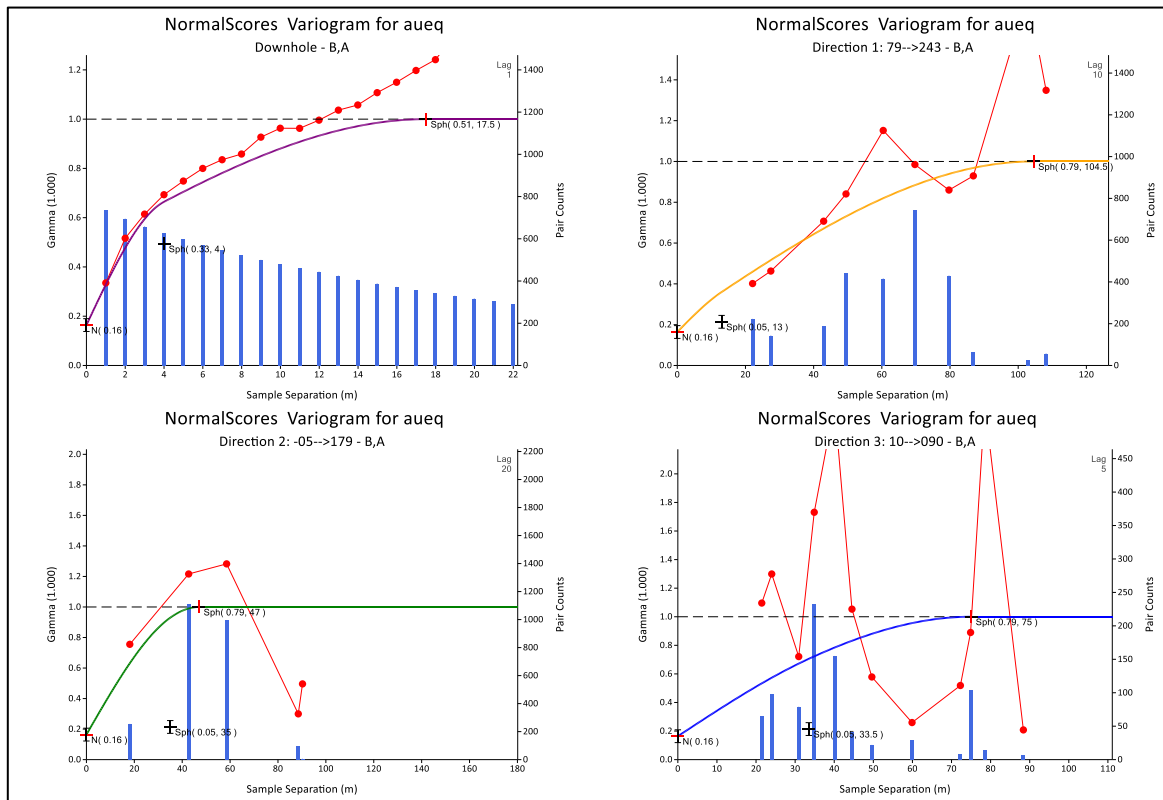 NormalScores Variogram for aueq
Downhole - B,A
Lag
1
1.2
1.0
0.8
0.6
0.4
0.2
0.0
Gamma (1.000)
1400
1200
1000
800
600
400
200
0
Pair Counts
Sph( 0.51, 17.5 )
Sph( 0.33, 4 )
N( 0.16 )
0 2 4 6 8 10 12 14 16 18 20 22
Sample Separation (m)
NormalScores Variogram for aueq
Direction 1: 79-->243 - B,A
Lag
10
1.4
1.2
1.0
0.8
0.6
0.4
0.2
0.0
Gamma (1.000)
1400
1200
1000
800
600
400
200
0
Pair Counts
Sph( 0.79, 104.5 )
Sph( 0.05, 13 )
N( 0.16 )
0 20 40 60 80 100 120
Sample Separation (m)
NormalScores Variogram for aueq
Direction 2: -05-->179 - B,A
Lag
20
2.0
1.8
1.6
1.4
1.2
1.0
0.8
0.6
0.4
0.2
0.0
Gamma (1.000)
2200
2000
1800
1600
1400
1200
1000
800
600
400
200
0
Pair Counts
Sph( 0.79, 47 )
Sph( 0.05, 35 )
N( 0.16 )
0 20 40 60 80 100 120 140 160 180
Sample Separation (m)
NormalScores Variogram for aueq
Direction 3: 10-->090 - B,A
Lag
5
2.0
1.8
1.6
1.4
1.2
1.0
0.8
0.6
0.4
0.2
0.0
Gamma (1.000)
450
400
350
300
250
200
150
100
50
0
Pair Counts
Sph( 0.79, 75 )
Sph( 0.05, 33.5 )
N( 0.16 )
0 10 20 30 40 50 60 70 80 90 100 110
Sample Separation (m)